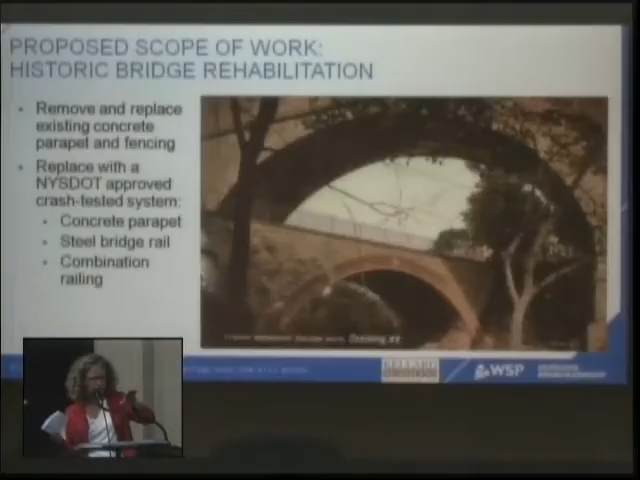 PROPOSED SCOPE OF WORK:
HISTORIC BRIDGE REHABILITATION
• Remove and replace
existing concrete
parapet and fencing
• Replace with a
NYSDOT approved
crash-tested system:
• Concrete parapet
• Steel bridge rail
• Combination
railing
Ossining
WSP